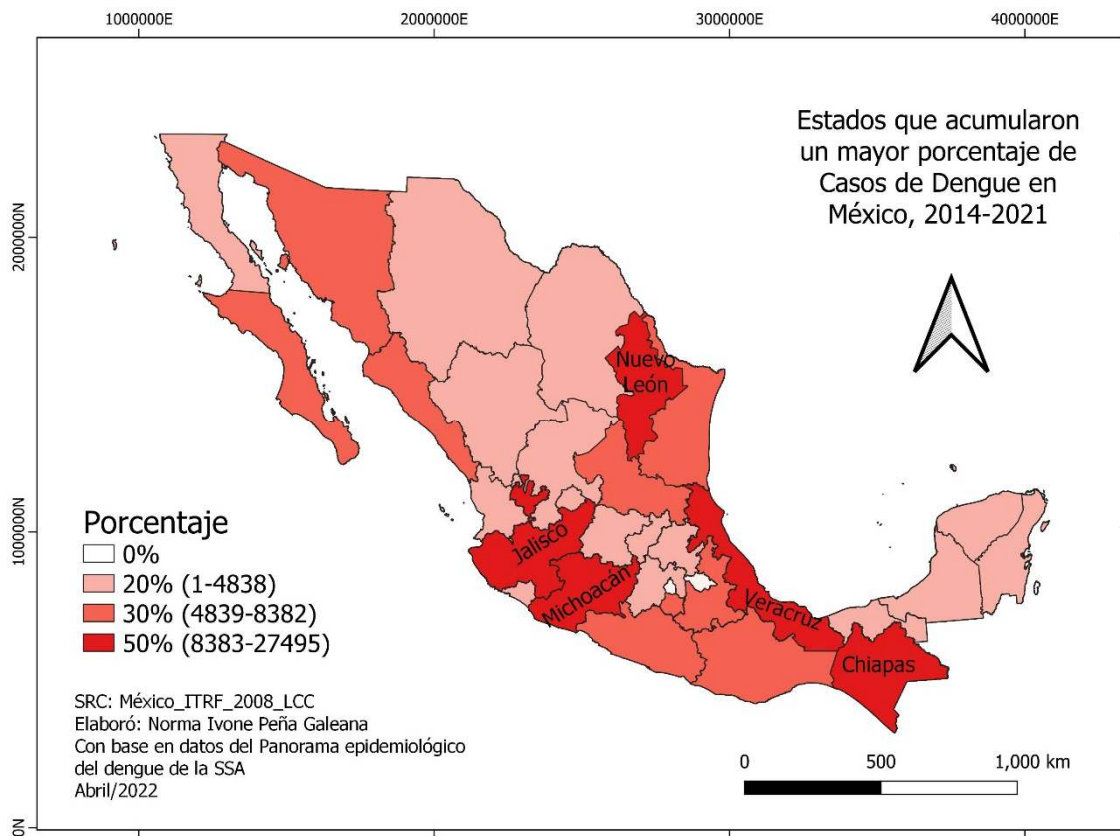 1000000E 2000000E 3000000E 4000000E
Estados que acumularon
un mayor porcentaje de
Casos de Dengue en
México, 2014-2021
2000000N
Nuevo
León
1000000N
Porcentaje
0%
20% (1-4838)
30% (4839-8382)
50% (8383-27495)
Jalisco
Michoacán
Veracruz
Chiapas
SRC: México_ITRF_2008_LCC
Elaboró: Norma Ivone Peña Galeana
Con base en datos del Panorama epidemiológico
del dengue de la SSA
Abril/2022
0 500 1,000 km
0N